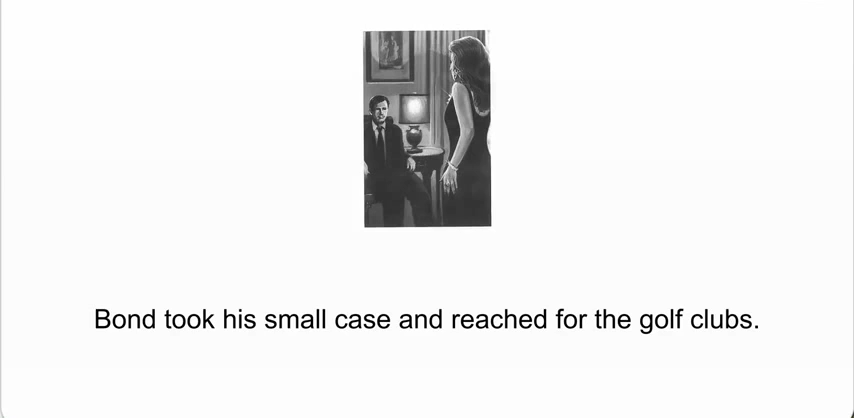 Bond took his small case and reached for the golf clubs.